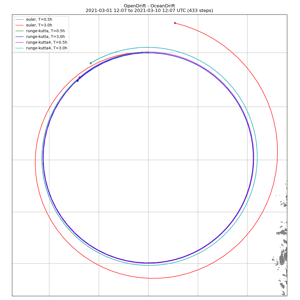 OpenDrift - OceanDrift
2021-03-01 12:07 to 2021-03-10 12:07 UTC (433 steps)
euler, T=0.5h
euler, T=3.0h
runge-kutta, T=0.5h
runge-kutta, T=3.0h
runge-kutta4, T=0.5h
runge-kutta4, T=3.0h